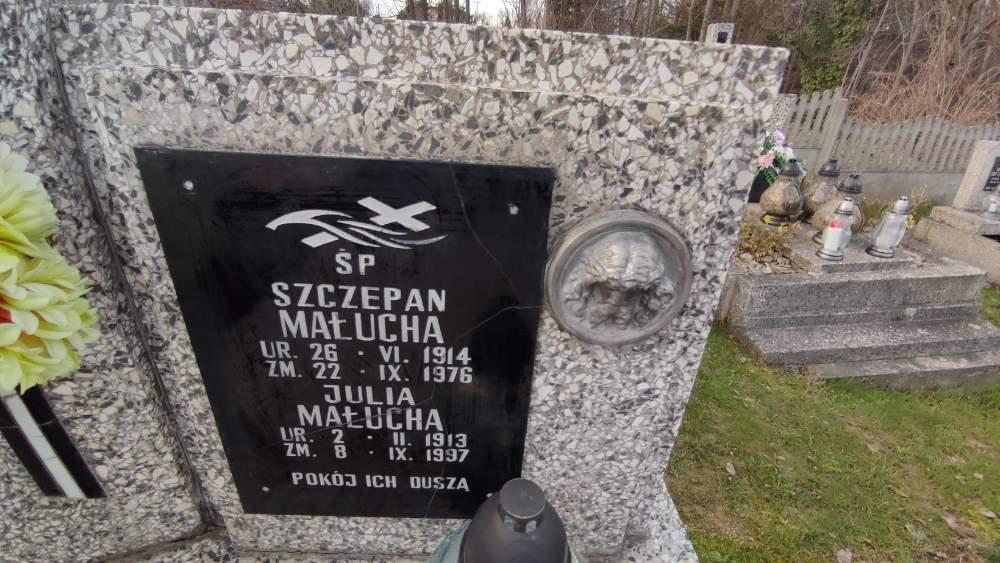 ŚP
SZCZEPAN
MAŁUCHA
UR. 26 · VI. 1914
ZM. 22 · IX. 1976
JULIA
MAŁUCHA
UR. 2 · II. 1913
ZM. 8 · IX. 1997
POKÓJ ICH DUSZĄ